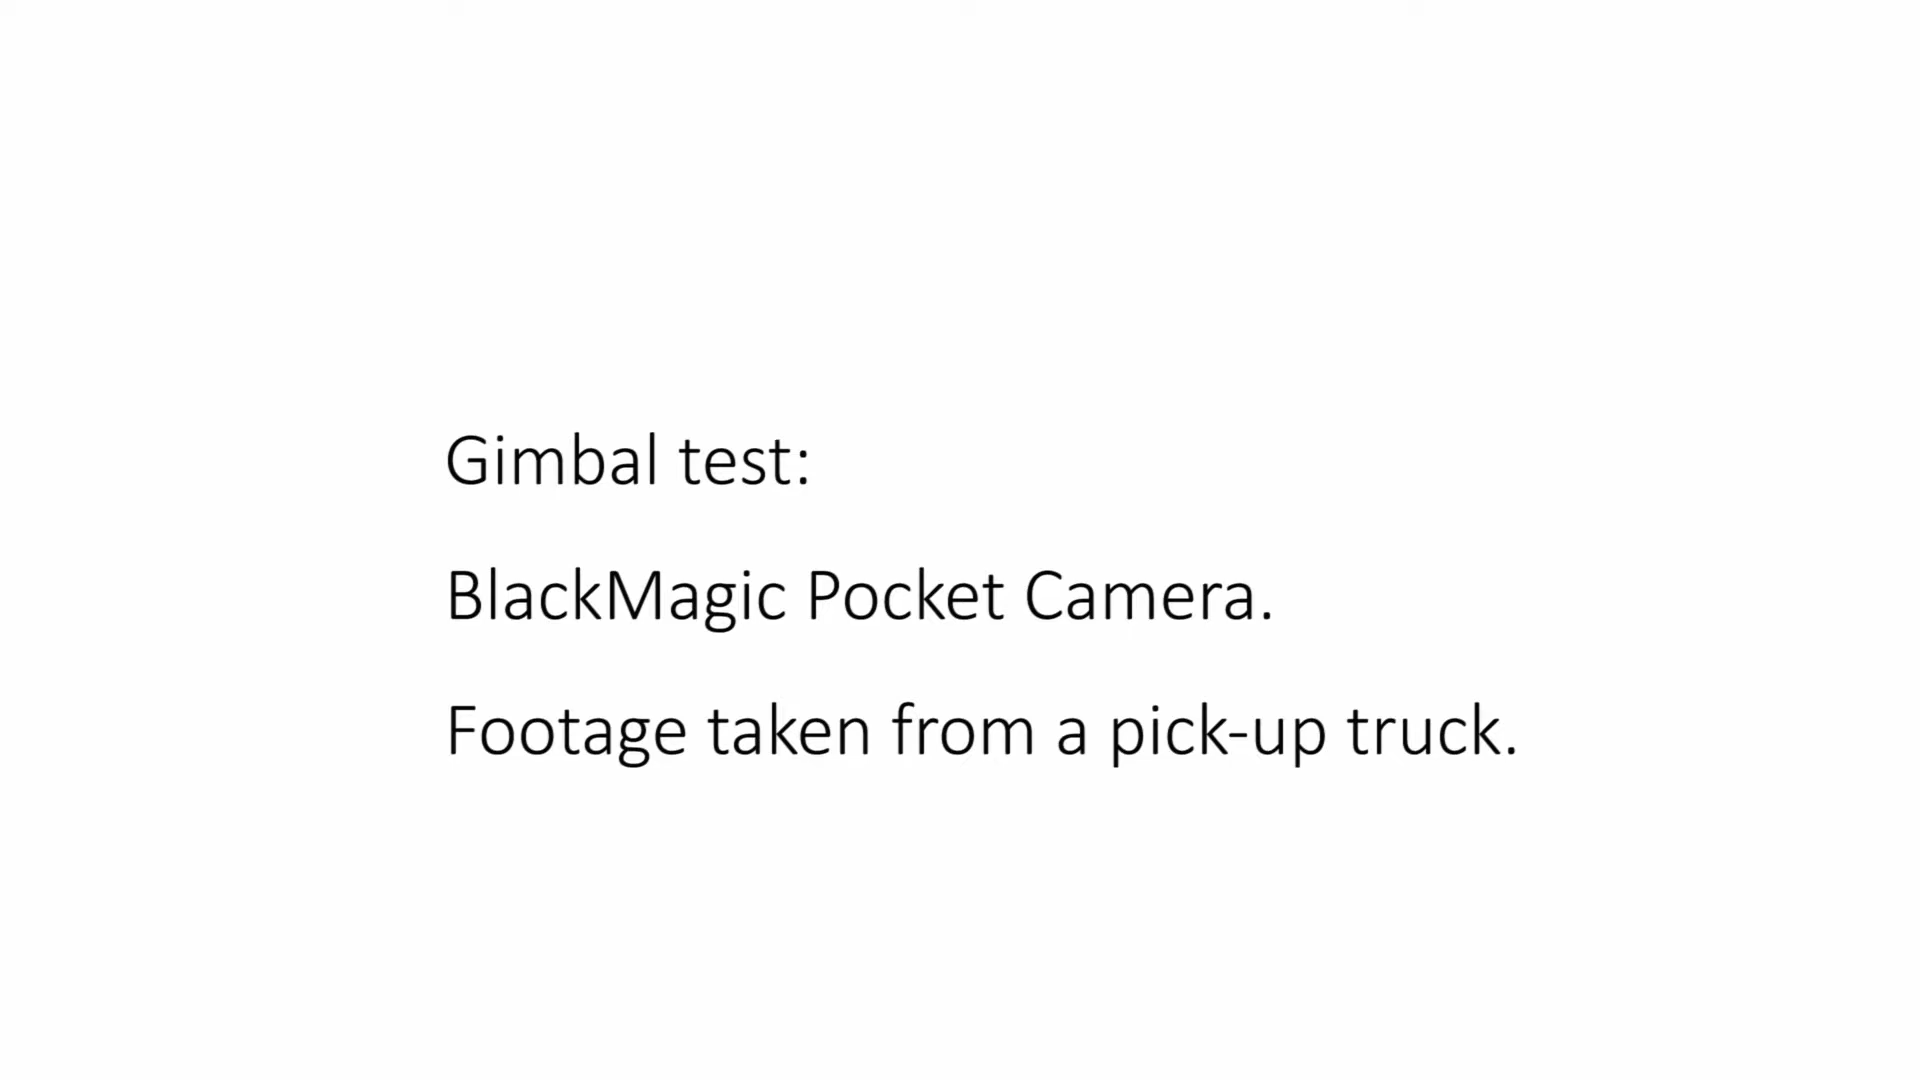 Gimbal test:
BlackMagic Pocket Camera.
Footage taken from a pick-up truck.